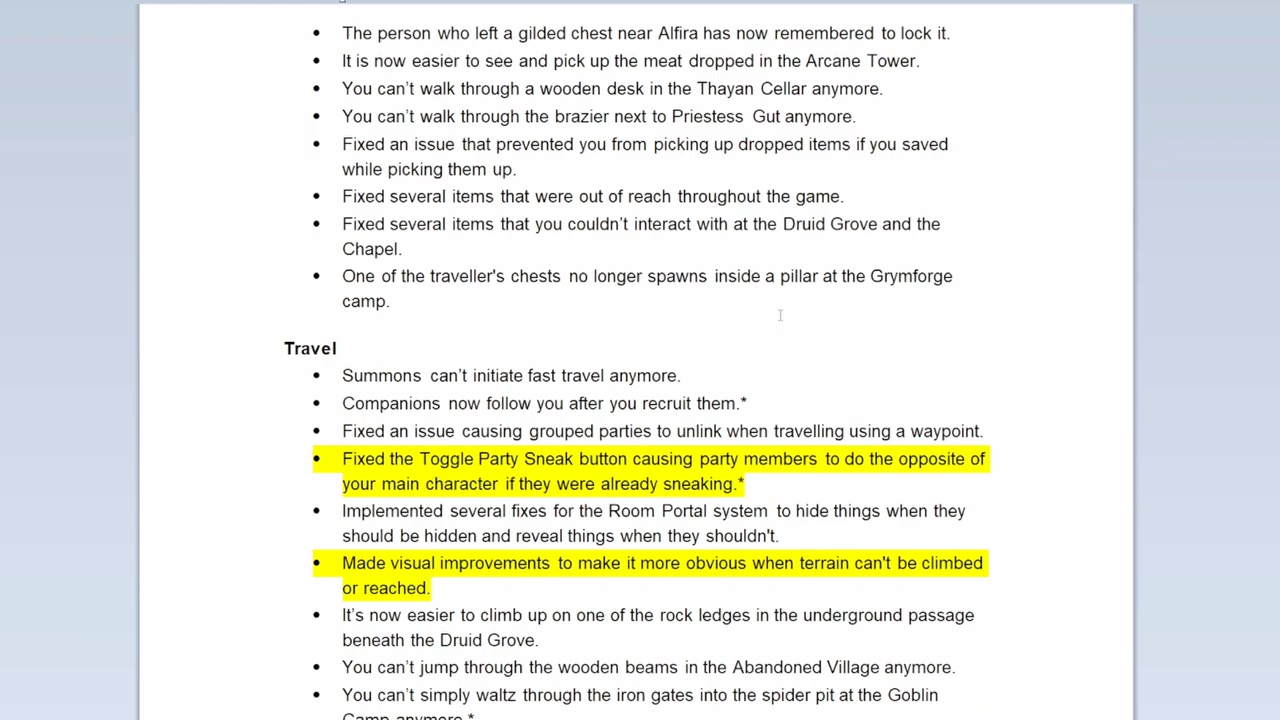 • The person who left a gilded chest near Alfira has now remembered to lock it.
• It is now easier to see and pick up the meat dropped in the Arcane Tower.
• You can’t walk through a wooden desk in the Thayan Cellar anymore.
• You can’t walk through the brazier next to Priestess Gut anymore.
• Fixed an issue that prevented you from picking up dropped items if you saved
while picking them up.
• Fixed several items that were out of reach throughout the game.
• Fixed several items that you couldn’t interact with at the Druid Grove and the
Chapel.
• One of the traveller's chests no longer spawns inside a pillar at the Grymforge
camp.
Travel
• Summons can’t initiate fast travel anymore.
• Companions now follow you after you recruit them.*
• Fixed an issue causing grouped parties to unlink when travelling using a waypoint.
• Fixed the Toggle Party Sneak button causing party members to do the opposite of
your main character if they were already sneaking.*
• Implemented several fixes for the Room Portal system to hide things when they
should be hidden and reveal things when they shouldn't.
• Made visual improvements to make it more obvious when terrain can't be climbed
or reached.
• It’s now easier to climb up on one of the rock ledges in the underground passage
beneath the Druid Grove.
• You can’t jump through the wooden beams in the Abandoned Village anymore.
• You can’t simply waltz through the iron gates into the spider pit at the Goblin
Camp anymore.*